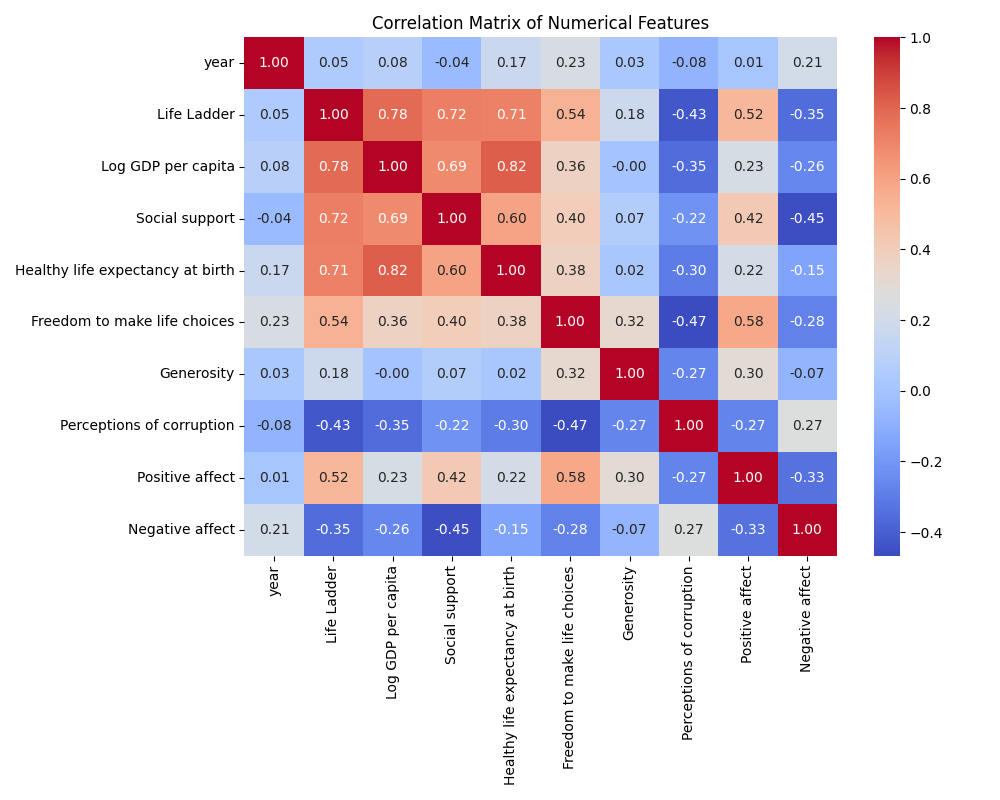 Correlation Matrix of Numerical Features
year 1.00 0.05 0.08 -0.04 0.17 0.23 0.03 -0.08 0.01 0.21
Life Ladder 0.05 1.00 0.78 0.72 0.71 0.54 0.18 -0.43 0.52 -0.35
Log GDP per capita 0.08 0.78 1.00 0.69 0.82 0.36 -0.00 -0.35 0.23 -0.26
Social support -0.04 0.72 0.69 1.00 0.60 0.40 0.07 -0.22 0.42 -0.45
Healthy life expectancy at birth 0.17 0.71 0.82 0.60 1.00 0.38 0.02 -0.30 0.22 -0.15
Freedom to make life choices 0.23 0.54 0.36 0.40 0.38 1.00 0.32 -0.47 0.58 -0.28
Generosity 0.03 0.18 -0.00 0.07 0.02 0.32 1.00 -0.27 0.30 -0.07
Perceptions of corruption -0.08 -0.43 -0.35 -0.22 -0.30 -0.47 -0.27 1.00 -0.27 0.27
Positive affect 0.01 0.52 0.23 0.42 0.22 0.58 0.30 -0.27 1.00 -0.33
Negative affect 0.21 -0.35 -0.26 -0.45 -0.15 -0.28 -0.07 0.27 -0.33 1.00
year
Life Ladder
Log GDP per capita
Social support
Healthy life expectancy at birth
Freedom to make life choices
Generosity
Perceptions of corruption
Positive affect
Negative affect
1.0
0.8
0.6
0.4
0.2
0.0
−0.2
−0.4